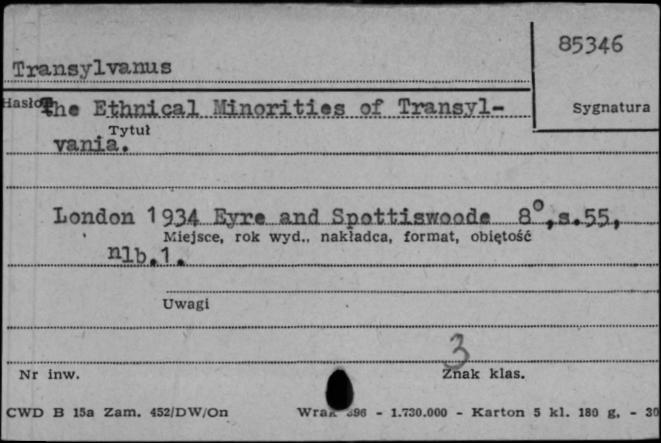 85346
Transylvanus
Hasło The Ethnical Minorities of Transyl-
Sygnatura
Tytuł
vania.
London 1934 Eyre and Spottiswoode 8°,s.55,
Miejsce, rok wyd., nakładca, format, objętość
nlb.1.
Uwagi
3
Nr inw.
Znak klas.
CWD B 15a Zam. 452/DW/On 396 - 1.730.000 - Karton 5 kl. 180 g. - 30